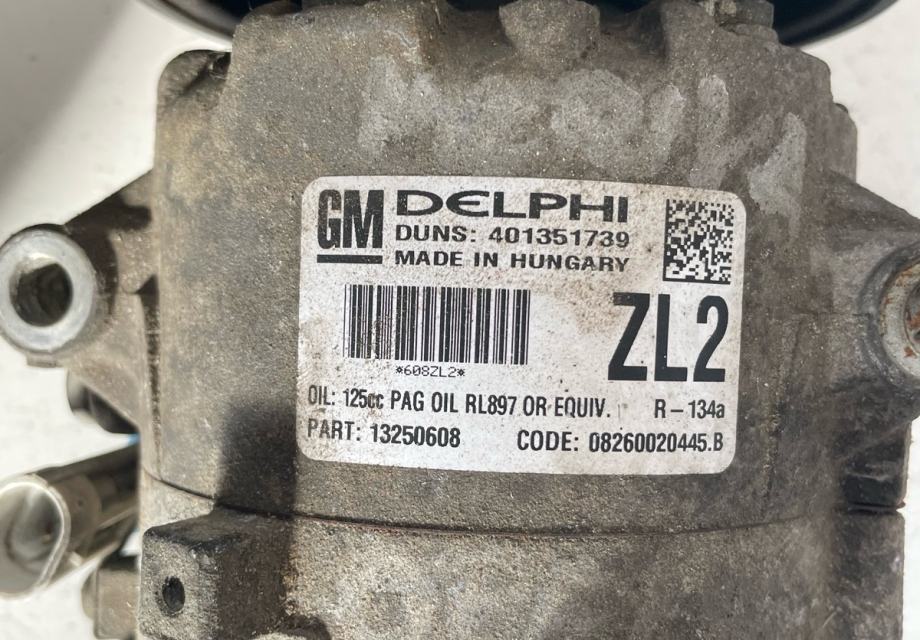 GM DELPHI
DUNS: 401351739
MADE IN HUNGARY
ZL2
*608ZL2*
OIL: 125cc PAG OIL RL897 OR EQUIV. R-134a
PART: 13250608 CODE: 08260020445.B